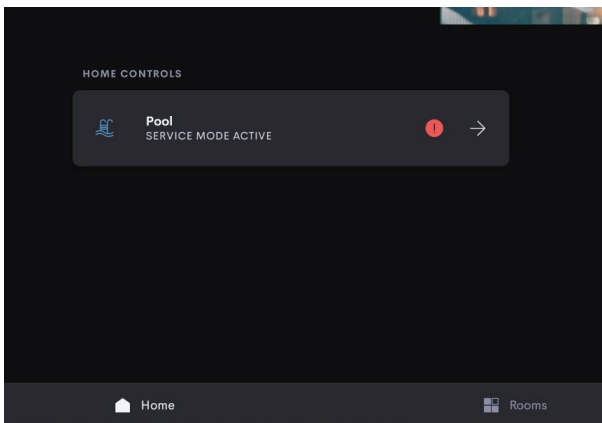 HOME CONTROLS
Pool
SERVICE MODE ACTIVE
Home
Rooms